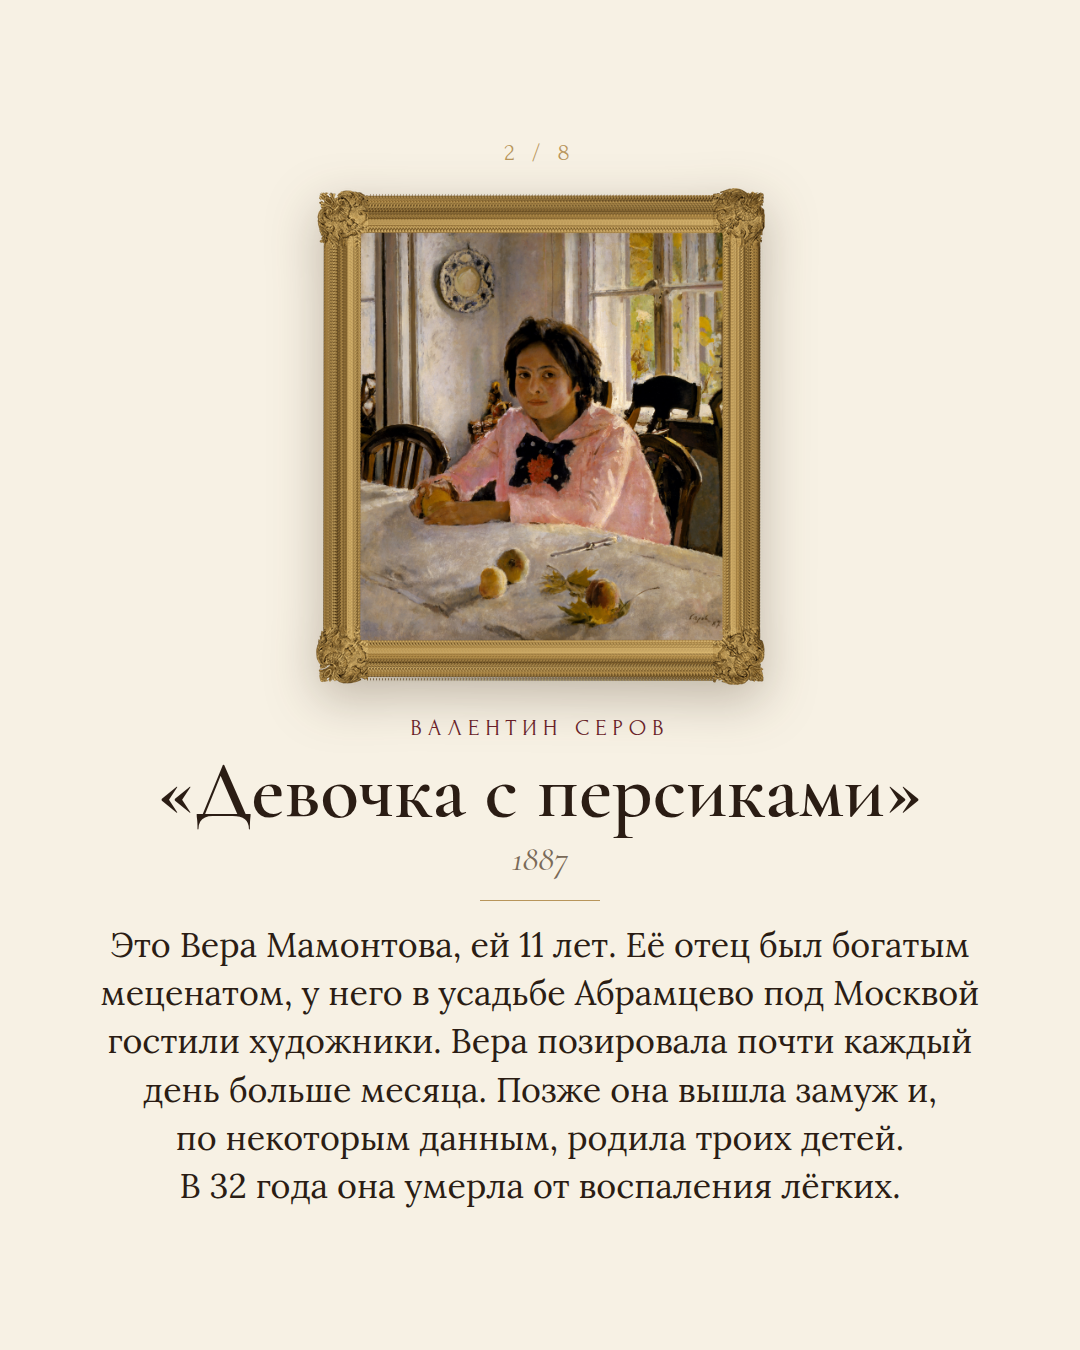 2 / 8
ВАЛЕНТИН СЕРОВ
«Девочка с персиками»
1887
Это Вера Мамонтова, ей 11 лет. Её отец был богатым
меценатом, у него в усадьбе Абрамцево под Москвой
гостили художники. Вера позировала почти каждый
день больше месяца. Позже она вышла замуж и,
по некоторым данным, родила троих детей.
В 32 года она умерла от воспаления лёгких.